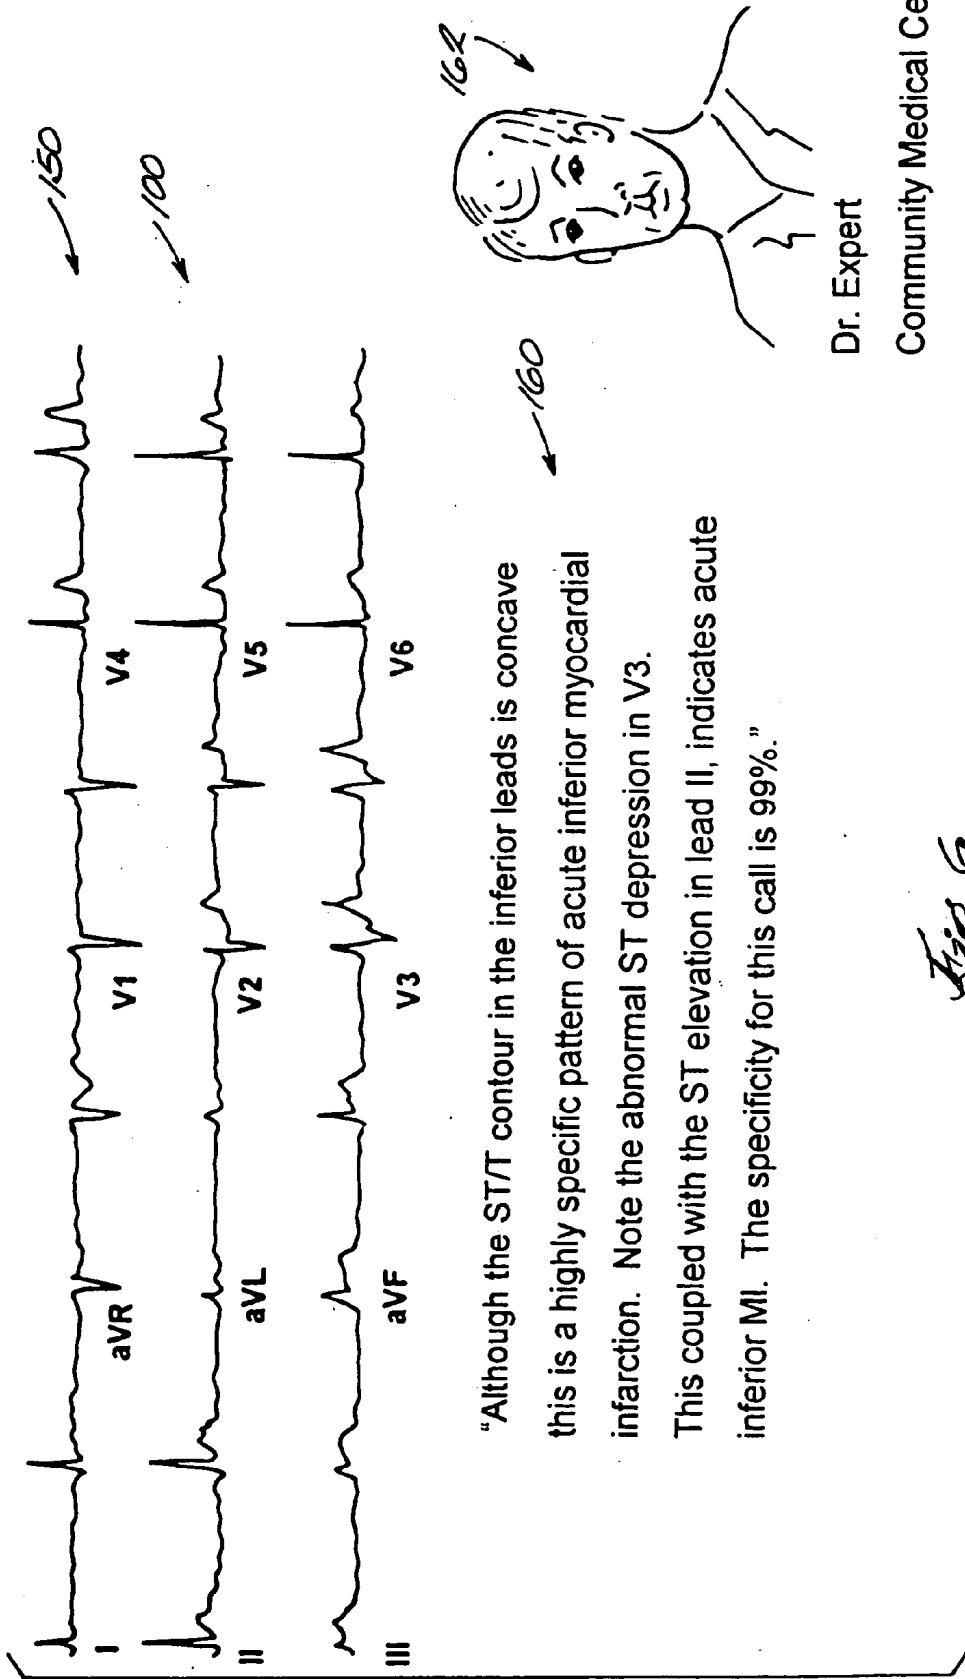 150
100
I aVR V1 V4
II aVL V2 V5
III aVF V3 V6
162
160
"Although the ST/T contour in the inferior leads is concave
this is a highly specific pattern of acute inferior myocardial
infarction. Note the abnormal ST depression in V3.
This coupled with the ST elevation in lead II, indicates acute
inferior MI. The specificity for this call is 99%."
Dr. Expert
Community Medical Ce